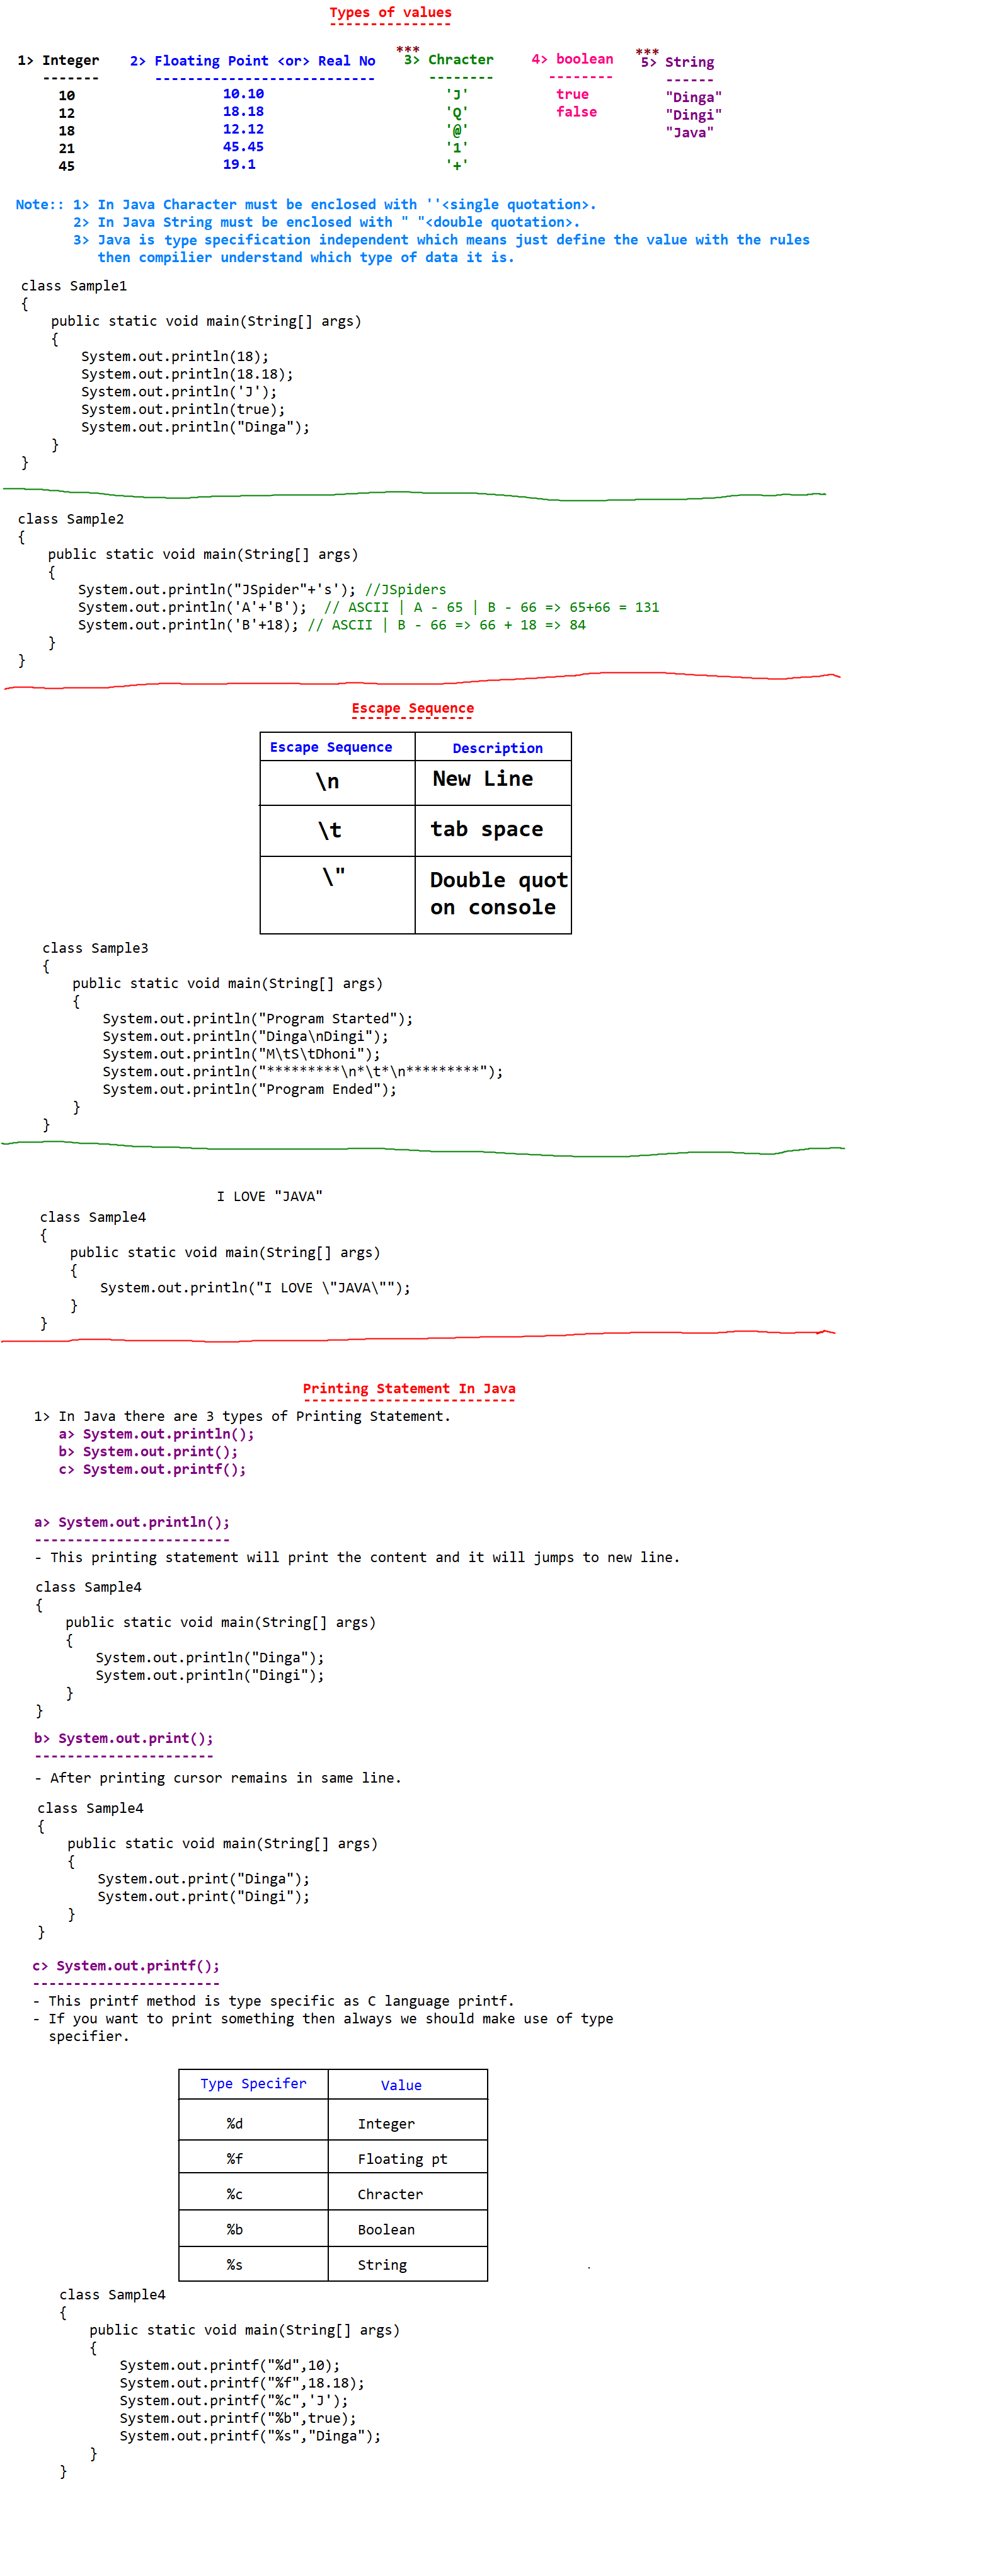 Types of values
---------------
1> Integer 2> Floating Point <or> Real No *** 3> Chracter 4> boolean *** 5> String
------- --------------------------- -------- -------- ------
10 10.10 'J' true "Dinga"
12 18.18 'Q' false "Dingi"
18 12.12 '@' "Java"
21 45.45 '1'
45 19.1 '+'
Note:: 1> In Java Character must be enclosed with ''<single quotation>.
2> In Java String must be enclosed with " "<double quotation>.
3> Java is type specification independent which means just define the value with the rules
then compilier understand which type of data it is.
class Sample1
{
public static void main(String[] args)
{
System.out.println(18);
System.out.println(18.18);
System.out.println('J');
System.out.println(true);
System.out.println("Dinga");
}
}
class Sample2
{
public static void main(String[] args)
{
System.out.println("JSpider"+'s'); //JSpiders
System.out.println('A'+'B');  // ASCII | A - 65 | B - 66 => 65+66 = 131
System.out.println('B'+18); // ASCII | B - 66 => 66 + 18 => 84
}
}
Escape Sequence
---------------
Escape Sequence Description
\n New Line
\t tab space
\" Double quot
on console
class Sample3
{
public static void main(String[] args)
{
System.out.println("Program Started");
System.out.println("Dinga\nDingi");
System.out.println("M\tS\tDhoni");
System.out.println("*********\n*\t*\n*********");
System.out.println("Program Ended");
}
}
I LOVE "JAVA"
class Sample4
{
public static void main(String[] args)
{
System.out.println("I LOVE \"JAVA\"");
}
}
Printing Statement In Java
--------------------------
1> In Java there are 3 types of Printing Statement.
a> System.out.println();
b> System.out.print();
c> System.out.printf();
a> System.out.println();
------------------------
- This printing statement will print the content and it will jumps to new line.
class Sample4
{
public static void main(String[] args)
{
System.out.println("Dinga");
System.out.println("Dingi");
}
}
b> System.out.print();
----------------------
- After printing cursor remains in same line.
class Sample4
{
public static void main(String[] args)
{
System.out.print("Dinga");
System.out.print("Dingi");
}
}
c> System.out.printf();
-----------------------
- This printf method is type specific as C language printf.
- If you want to print something then always we should make use of type
specifier.
Type Specifer Value
%d Integer
%f Floating pt
%c Chracter
%b Boolean
%s String
class Sample4
{
public static void main(String[] args)
{
System.out.printf("%d",10);
System.out.printf("%f",18.18);
System.out.printf("%c",'J');
System.out.printf("%b",true);
System.out.printf("%s","Dinga");
}
}